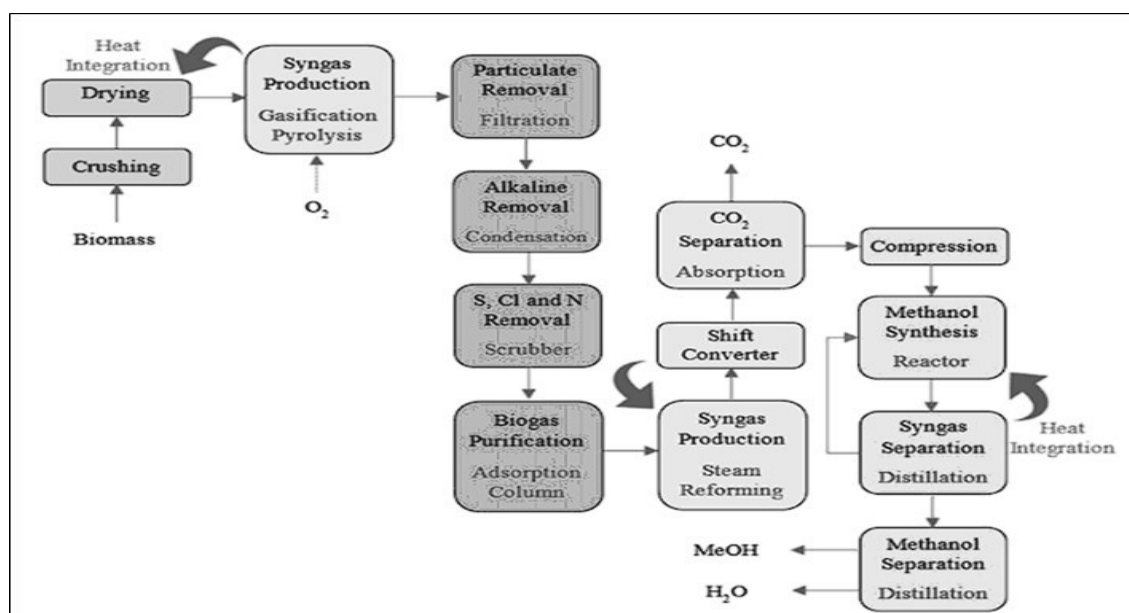 Heat
Integration
Drying
Crushing
Biomass
Syngas
Production
Gasification
Pyrolysis
O₂
Particulate
Removal
Filtration
Alkaline
Removal
Condensation
S, Cl and N
Removal
Scrubber
Biogas
Purification
Adsorption
Column
Syngas
Production
Steam
Reforming
Shift
Converter
CO₂
Separation
Absorption
CO₂
Compression
Methanol
Synthesis
Reactor
Syngas
Separation
Distillation
Heat
Integration
Methanol
Separation
Distillation
MeOH
H₂O